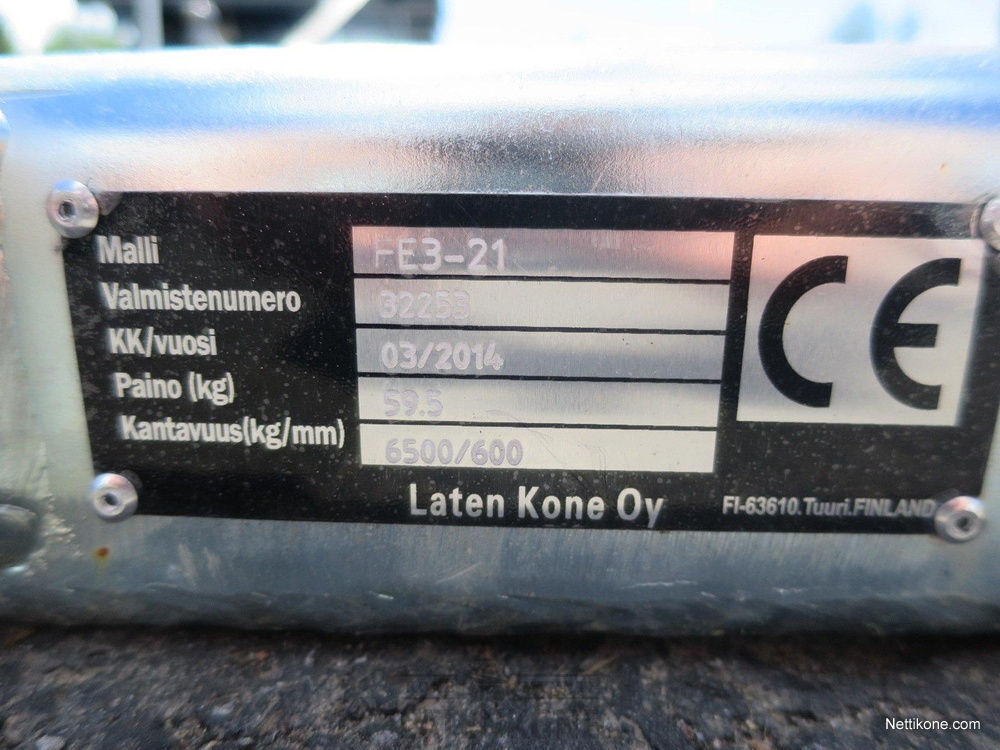 Malli FE3-21
Valmistenumero 32253
KK/vuosi 03/2014
Paino (kg) 59.5
Kantavuus(kg/mm) 6500/600
CE
Laten Kone Oy
FI-63610.Tuuri.FINLAND
Nettikone.com